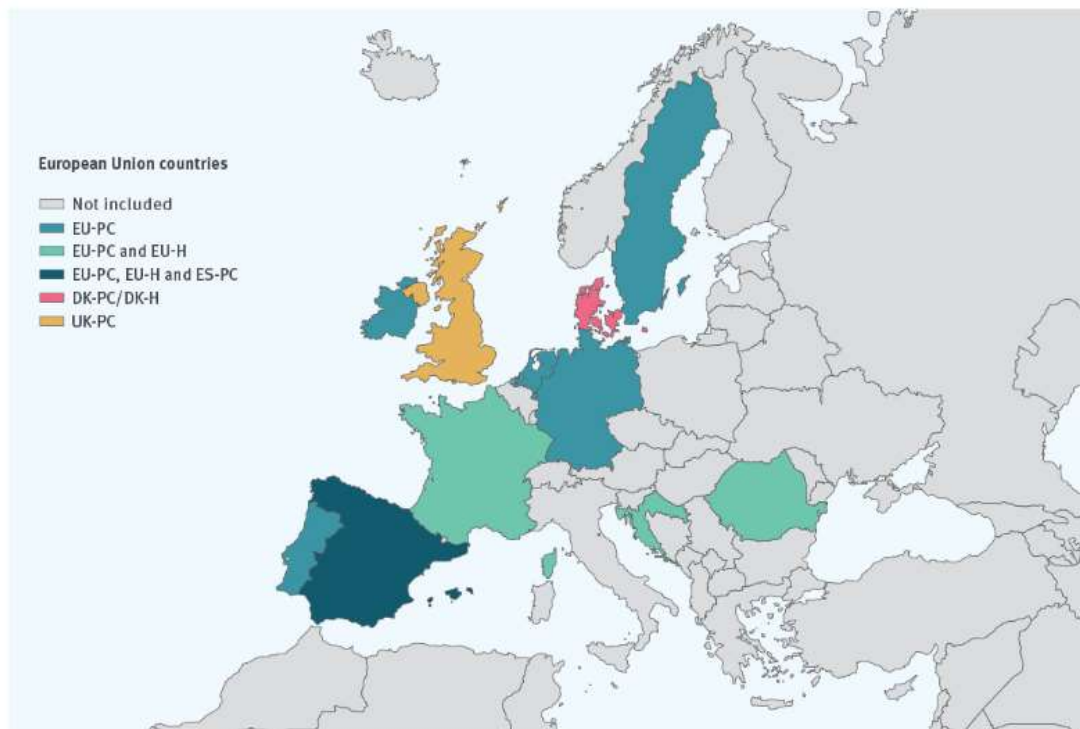 European Union countries
Not included
EU-PC
EU-PC and EU-H
EU-PC, EU-H and ES-PC
DK-PC/DK-H
UK-PC